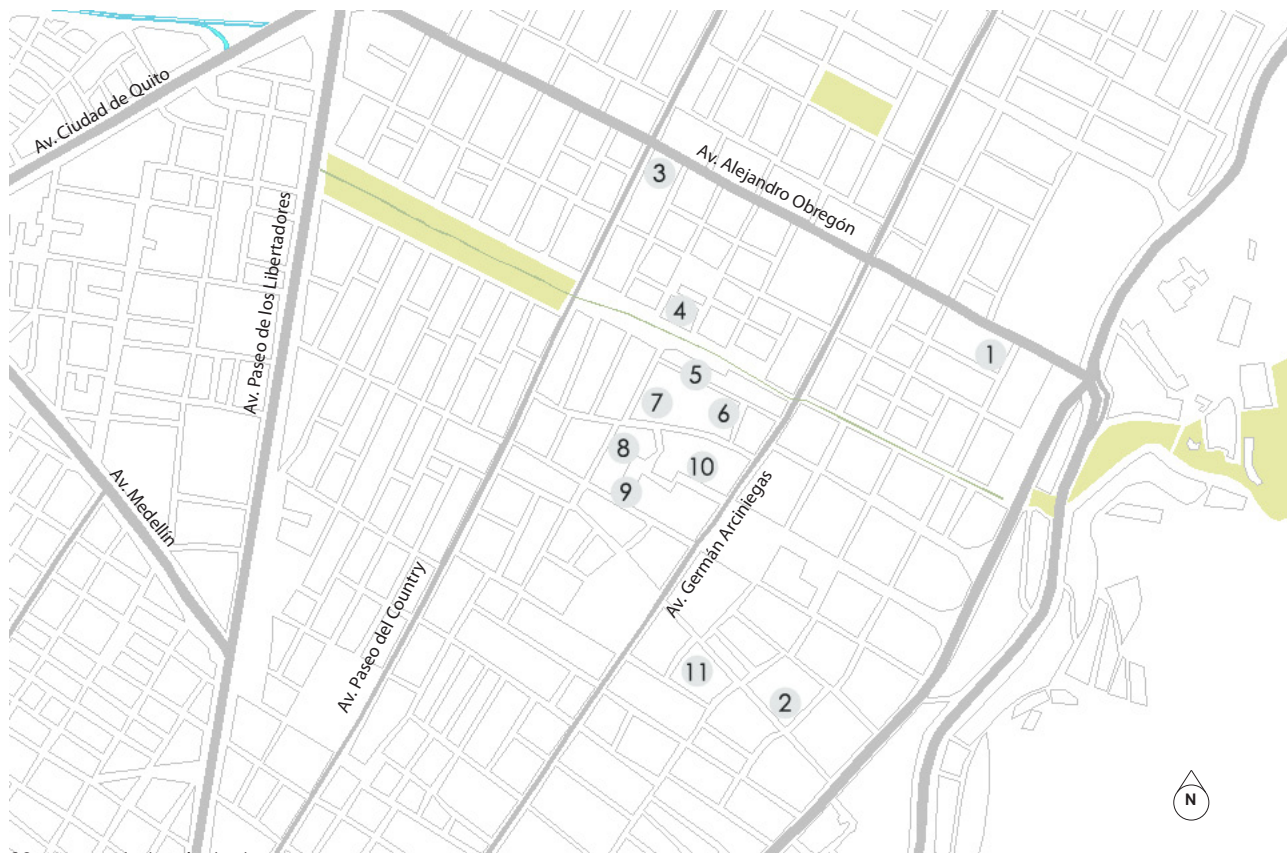 Av. Ciudad de Quito
Av. Alejandro Obregón
3
Av. Paseo de los Libertadores
4
1
5
7
6
8
10
9
Av. Medellín
Av. Germán Arciniegas
Av. Paseo del Country
11
2
N